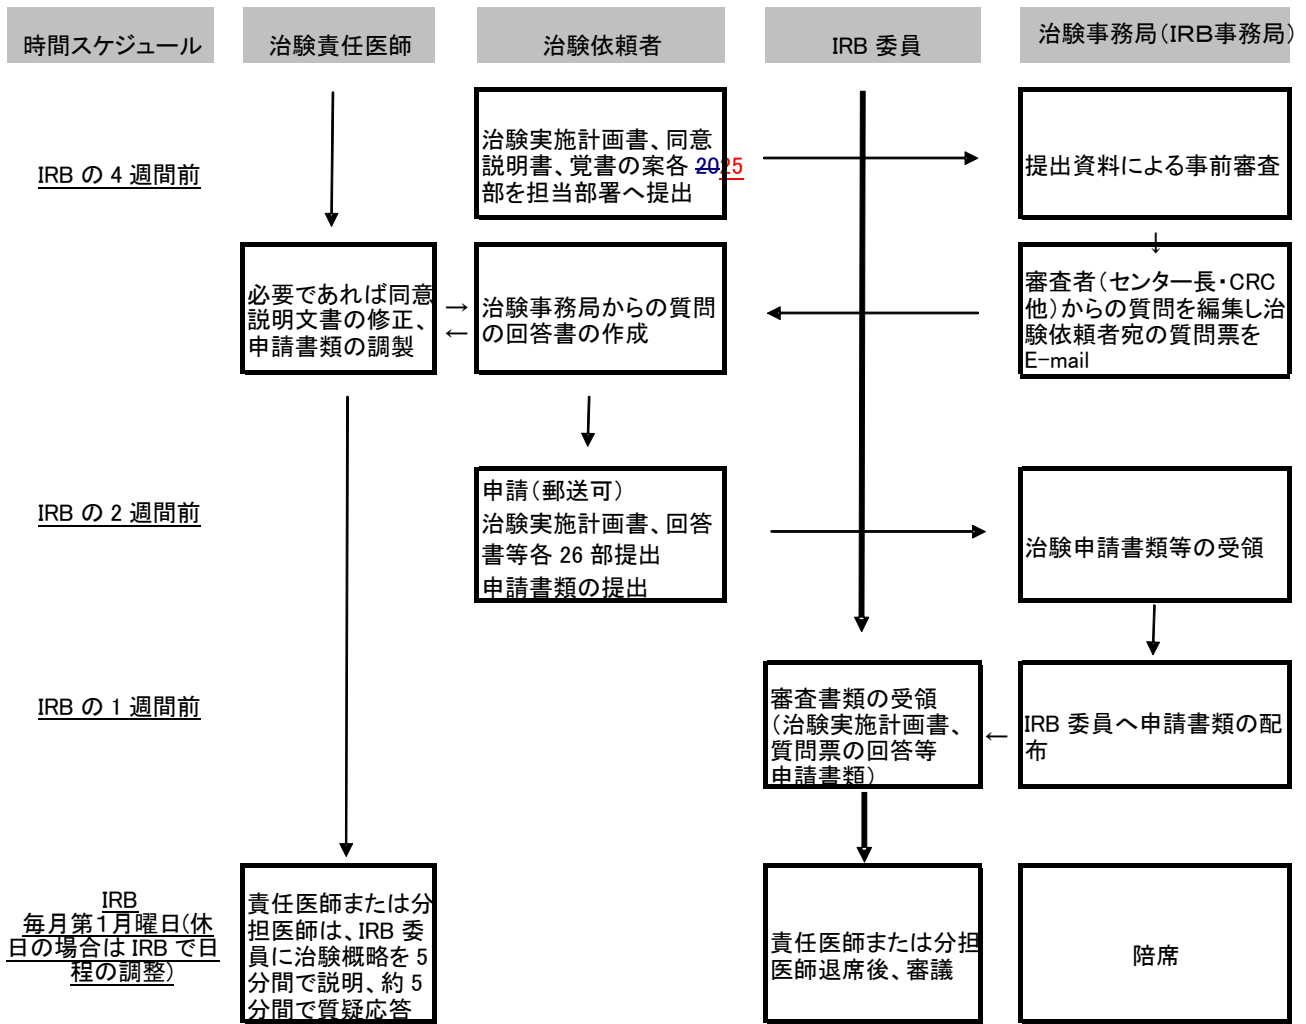 時間スケジュール
治験責任医師
治験依頼者
IRB 委員
治験事務局(IRB事務局)
IRB の 4 週間前
治験実施計画書、同意
説明書、覚書の案各 2025
部を担当部署へ提出
提出資料による事前審査
↓
必要であれば同意
説明文書の修正、
申請書類の調製
→
←
治験事務局からの質問
の回答書の作成
審査者(センター長・CRC
他)からの質問を編集し治
験依頼者宛の質問票を
E-mail
IRB の 2 週間前
申請(郵送可)
治験実施計画書、回答
書等各 26 部提出
申請書類の提出
治験申請書類等の受領
IRB の 1 週間前
審査書類の受領
(治験実施計画書、
質問票の回答等
申請書類)
←
IRB 委員へ申請書類の配
布
IRB
毎月第1月曜日(休
日の場合は IRB で日
程の調整)
責任医師または分
担医師は、IRB 委
員に治験概略を 5
分間で説明、約 5
分間で質疑応答
責任医師または分担
医師退席後、審議
陪席